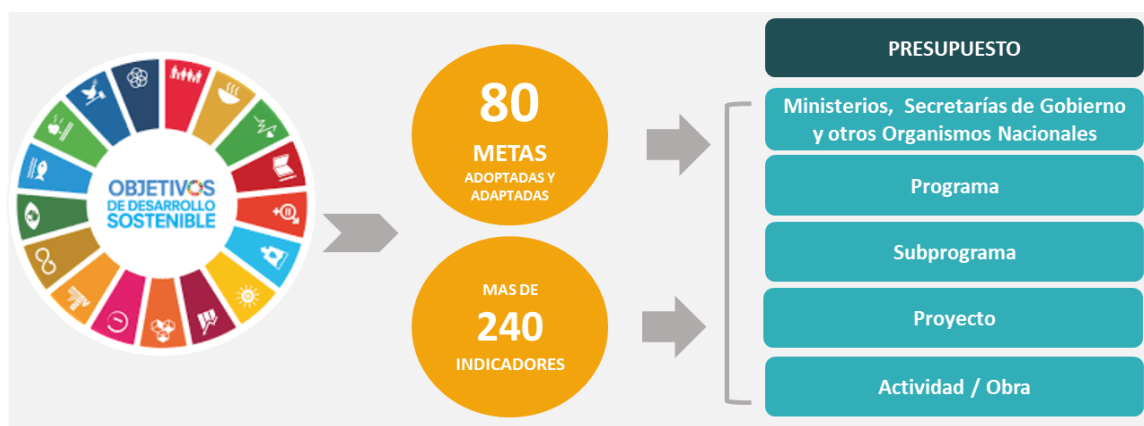 OBJETIVOS
DE DESARROLLO
SOSTENIBLE
80
METAS
ADOPTADAS Y
ADAPTADAS
MAS DE
240
INDICADORES
PRESUPUESTO
Ministerios, Secretarías de Gobierno
y otros Organismos Nacionales
Programa
Subprograma
Proyecto
Actividad / Obra